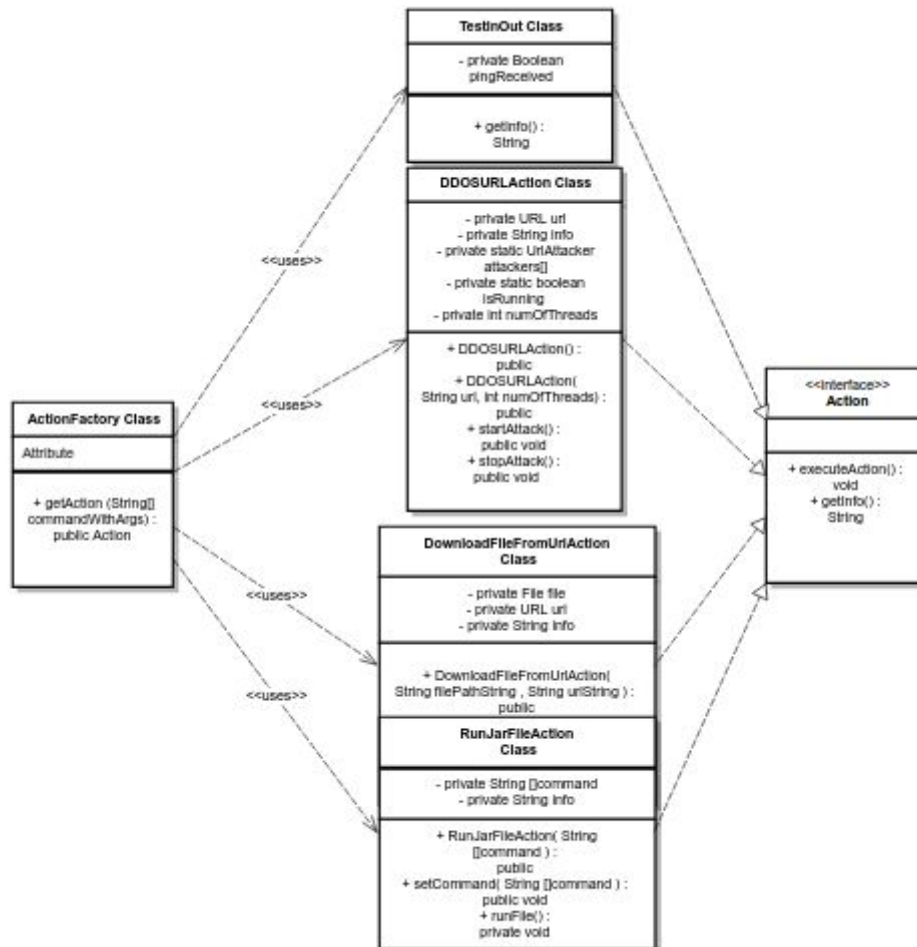 TestInOut Class
- private Boolean
pingReceived
+ getInfo() :
String
DDOSURLAction Class
- private URL url
- private String info
- private static UrlAttacker
attackers[]
- private static boolean
isRunning
- private int numOfThreads
+ DDOSURLAction() :
public
+ DDOSURLAction(
String url, int numOfThreads) :
public
+ startAttack() :
public void
+ stopAttack() :
public void
<<uses>>
<<uses>>
ActionFactory Class
Attribute
+ getAction (String[]
commandWithArgs) :
public Action
<<interface>>
Action
+ executeAction() :
void
+ getInfo() :
String
<<uses>>
<<uses>>
DownloadFileFromUrlAction
Class
- private File file
- private URL url
- private String info
+ DownloadFileFromUrlAction(
String filePathString , String urlString ) :
public
RunJarFileAction
Class
- private String []command
- private String info
+ RunJarFileAction( String
[]command ) :
public
+ setCommand( String []command ) :
public void
+ runFile() :
private void